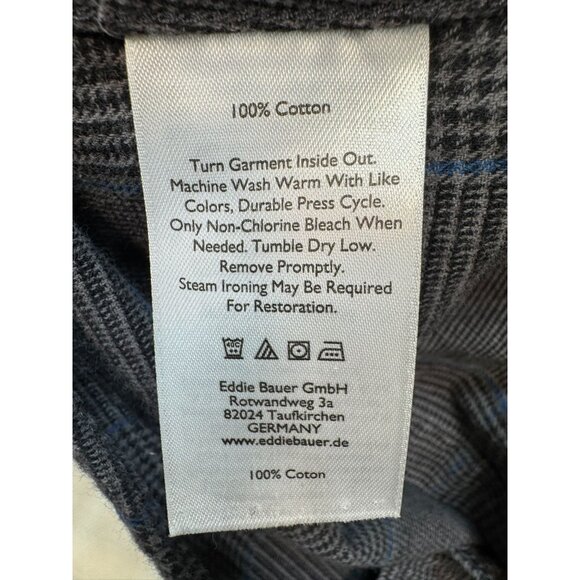 100% Cotton
Turn Garment Inside Out.
Machine Wash Warm With Like
Colors, Durable Press Cycle.
Only Non-Chlorine Bleach When
Needed. Tumble Dry Low.
Remove Promptly.
Steam Ironing May Be Required
For Restoration.
40C
Eddie Bauer GmbH
Rotwandweg 3a
82024 Taufkirchen
GERMANY
www.eddiebauer.de
100% Coton